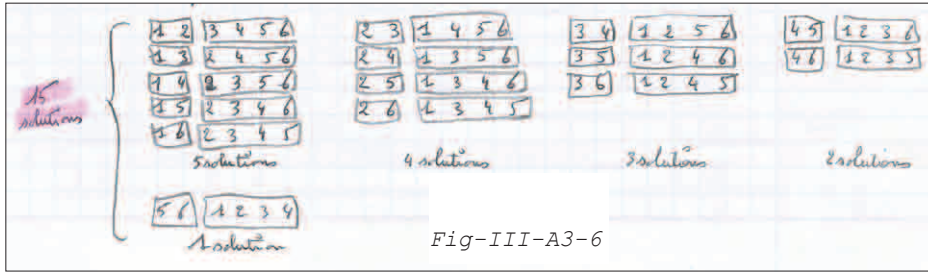 1 2 3 4 5 6 2 3 1 4 5 6 3 4 1 2 5 6 4 5 1 2 3 6
1 3 2 4 5 6 2 4 1 3 5 6 3 5 1 2 4 6 4 6 1 2 3 5
1 4 2 3 5 6 2 5 1 3 4 6 3 6 1 2 4 5
1 5 2 3 4 6 2 6 1 3 4 5
1 6 2 3 4 5
15
solutions
5 solutions 4 solutions 3 solutions 2 solutions
5 6 1 2 3 4
1 solution
Fig-III-A3-6